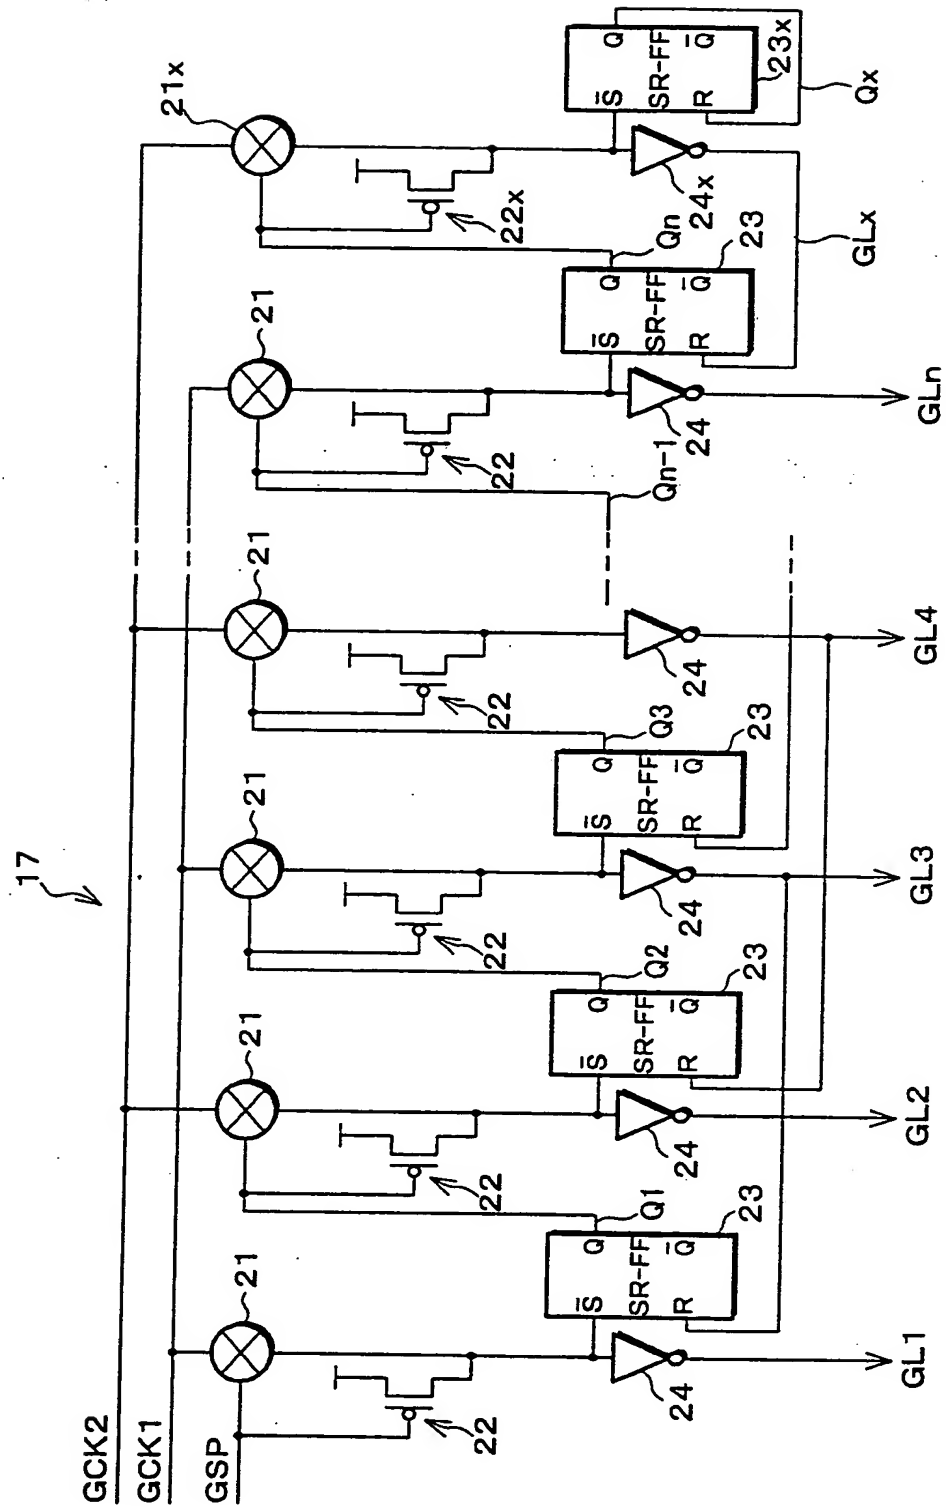 17
GCK2
GCK1
GSP
21
21
21
21
21
21x
22
22
22
22
22
22x
S̅ Q
SR-FF
R Q̅
S̅ Q
SR-FF
R Q̅
S̅ Q
SR-FF
R Q̅
S̅ Q
SR-FF
R Q̅
S̅ Q
SR-FF
R Q̅
Q1
Q2
Q3
Qn-1
Qn
23
23
23
23
23x
24
24
24
24
24
24x
Qx
GLx
GL1
GL2
GL3
GL4
GLn